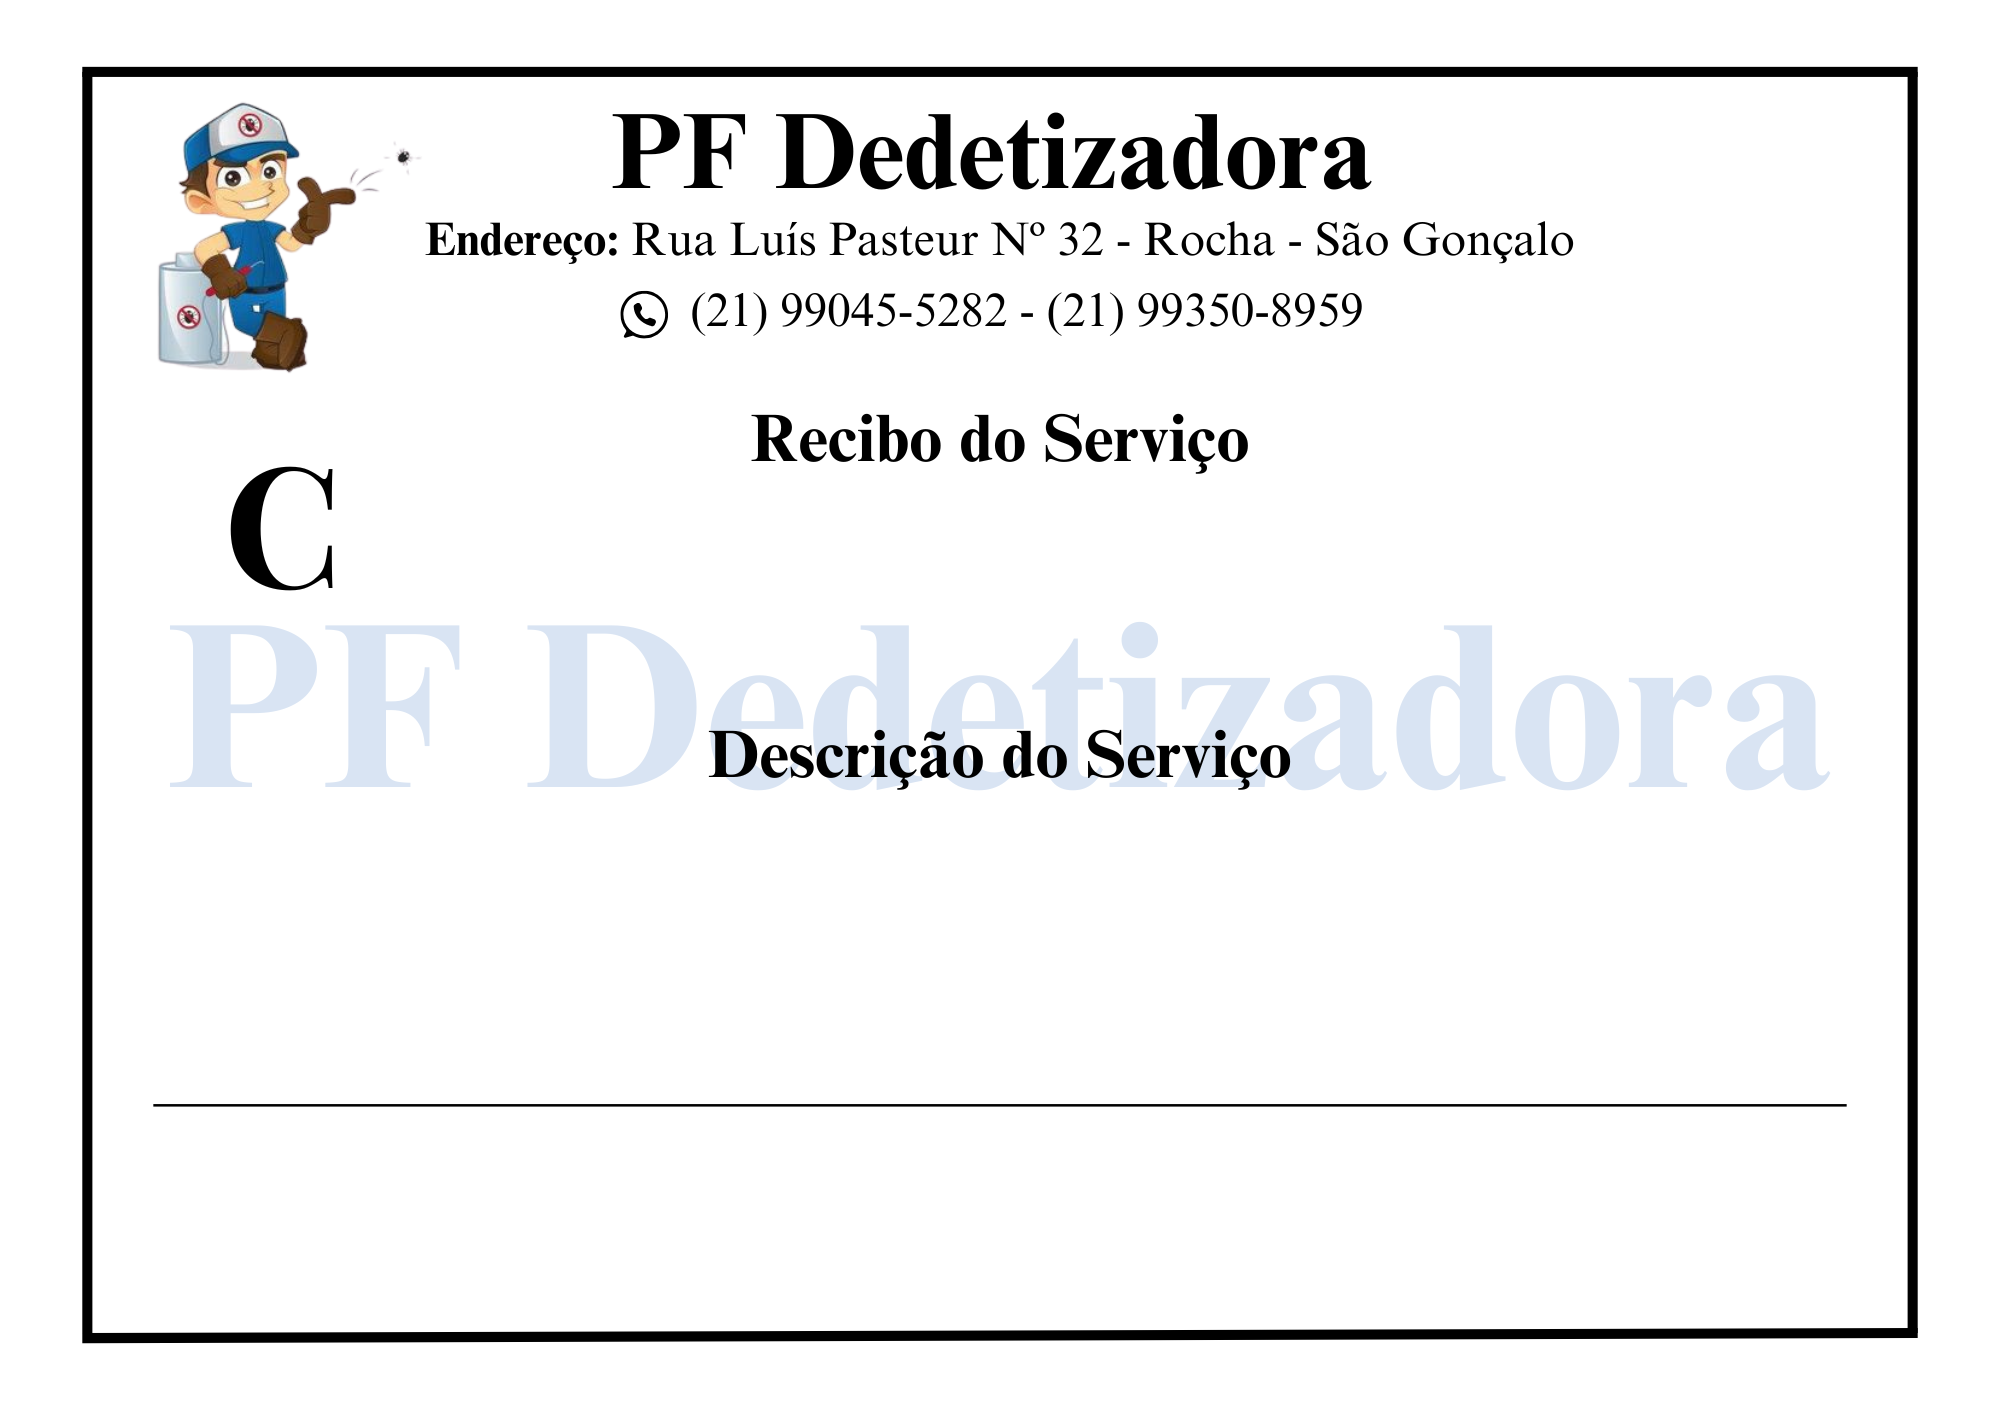 PF Dedetizadora
Endereço: Rua Luís Pasteur Nº 32 - Rocha - São Gonçalo
(21) 99045-5282 - (21) 99350-8959
Recibo do Serviço
C
PF Dedetizadora
Descrição do Serviço